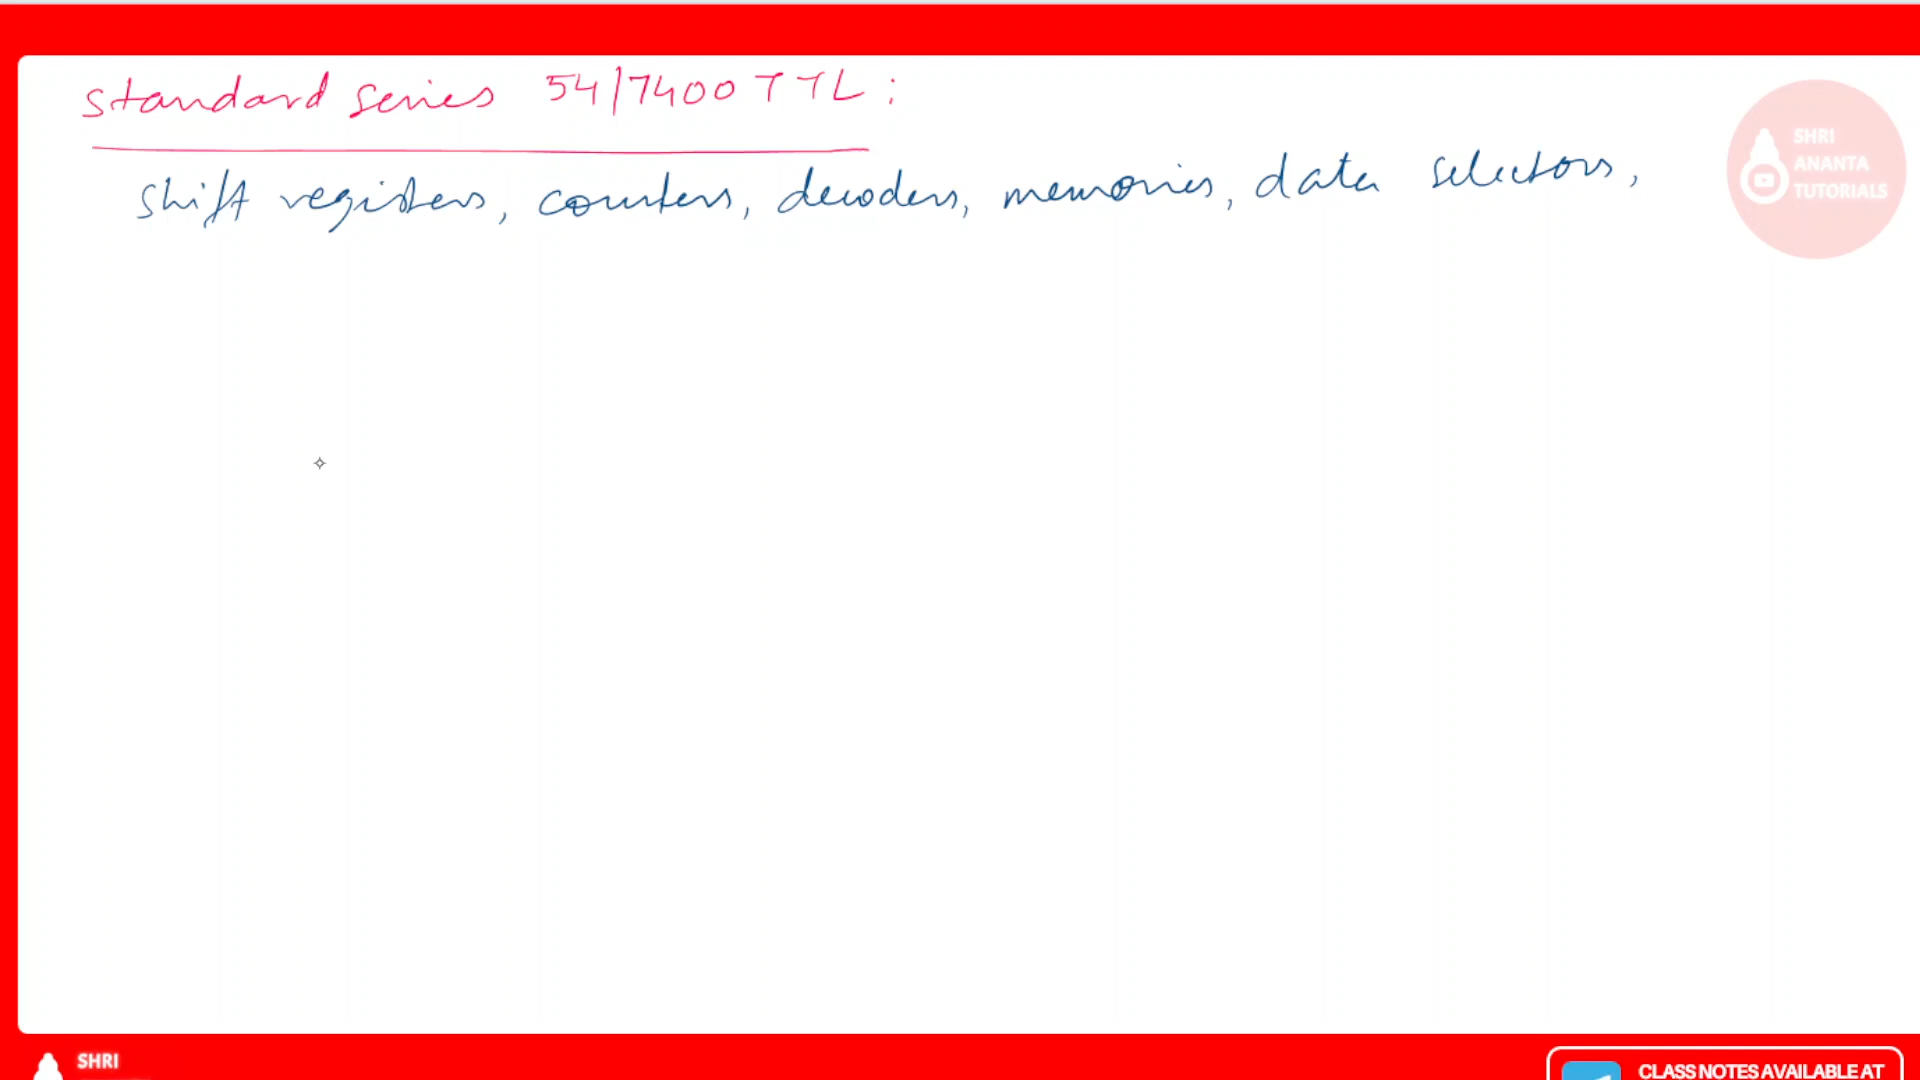 standard series 54/7400 TTL :
shift registers, counters, decoders, memories, data selectors,
SHRI
ANANTA
TUTORIALS
SHRI
CLASS NOTES AVAILABLE AT